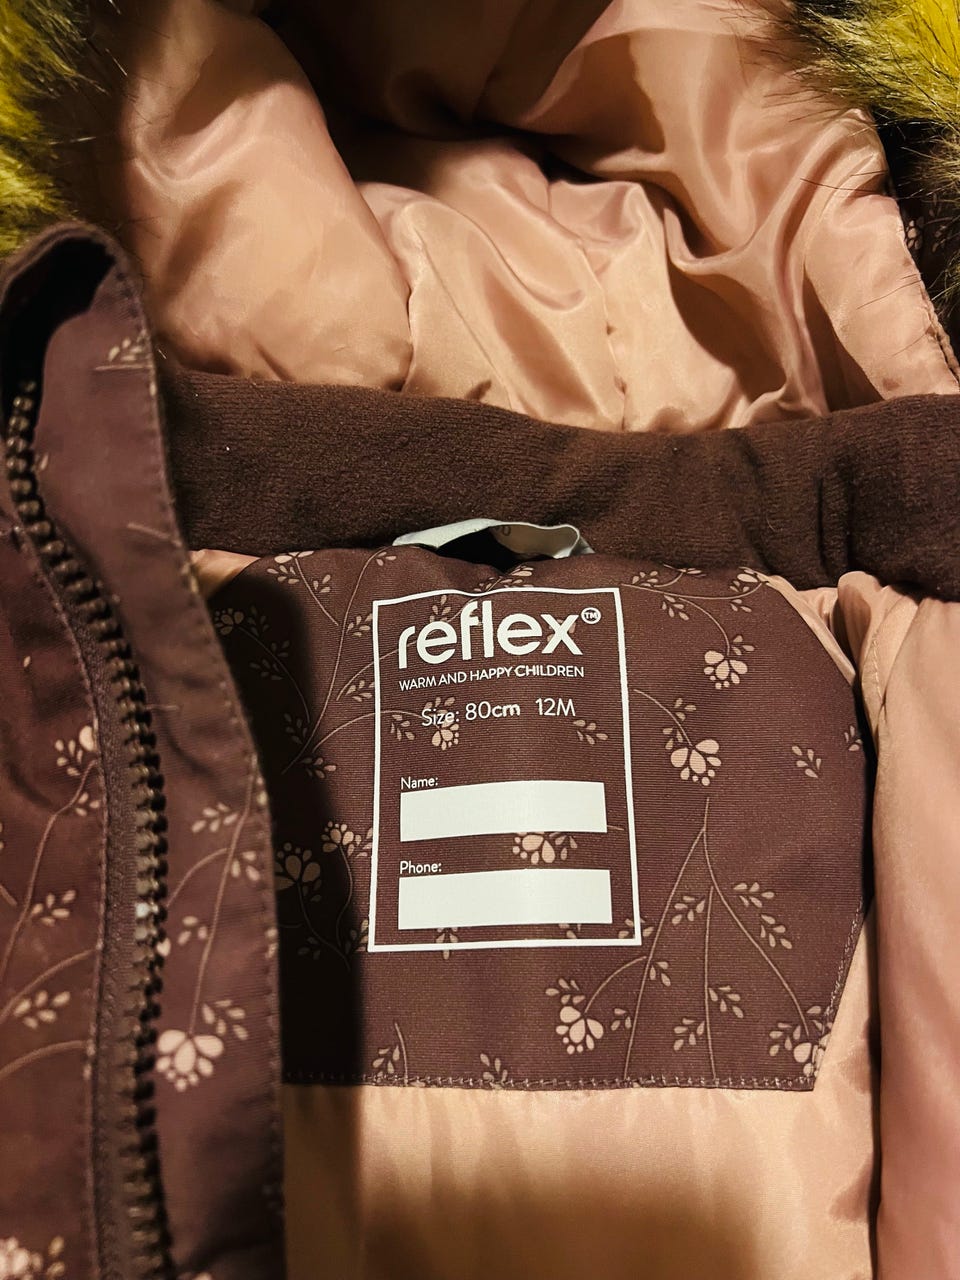 reflex™
WARM AND HAPPY CHILDREN
Size: 80cm 12M
Name:
Phone: